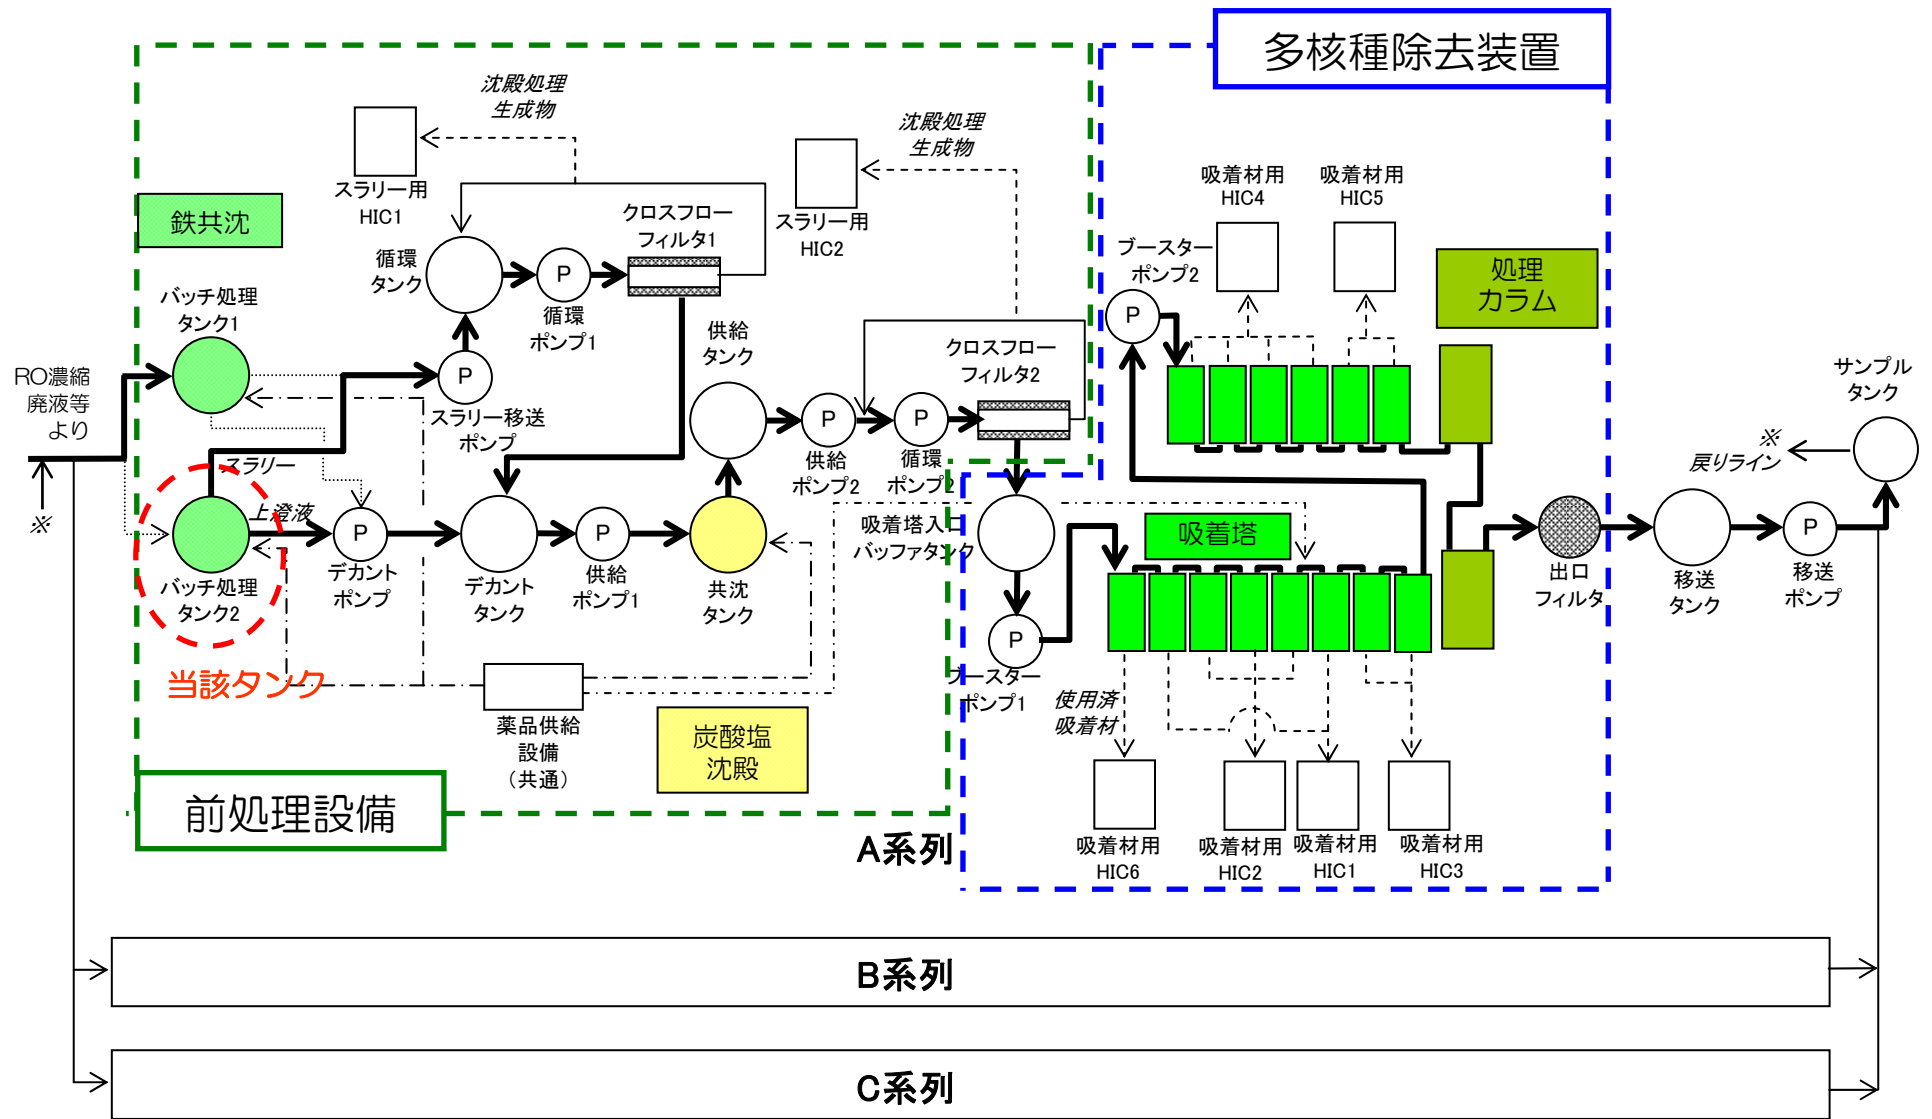 多核種除去装置
沈殿処理
生成物
沈殿処理
生成物
スラリー用
HIC1
スラリー用
HIC2
吸着材用
HIC4
吸着材用
HIC5
鉄共沈
クロスフロー
フィルタ1
循環
タンク
P
循環
ポンプ1
ブースター
ポンプ2
P
処理
カラム
バッチ処理
タンク1
供給
タンク
クロスフロー
フィルタ2
RO濃縮
廃液等
より
P
スラリー移送
ポンプ
P
供給
ポンプ2
P
循環
ポンプ2
サンプル
タンク
※
戻りライン
※
スラリー
上澄液
P
デカント
ポンプ
デカント
タンク
P
供給
ポンプ1
共沈
タンク
吸着塔入口
バッファタンク
吸着塔
出口
フィルタ
移送
タンク
P
移送
ポンプ
バッチ処理
タンク2
当該タンク
P
ブースター
ポンプ1
使用済
吸着材
薬品供給
設備
（共通）
炭酸塩
沈殿
前処理設備
A系列
吸着材用
HIC6
吸着材用
HIC2
吸着材用
HIC1
吸着材用
HIC3
B系列
C系列